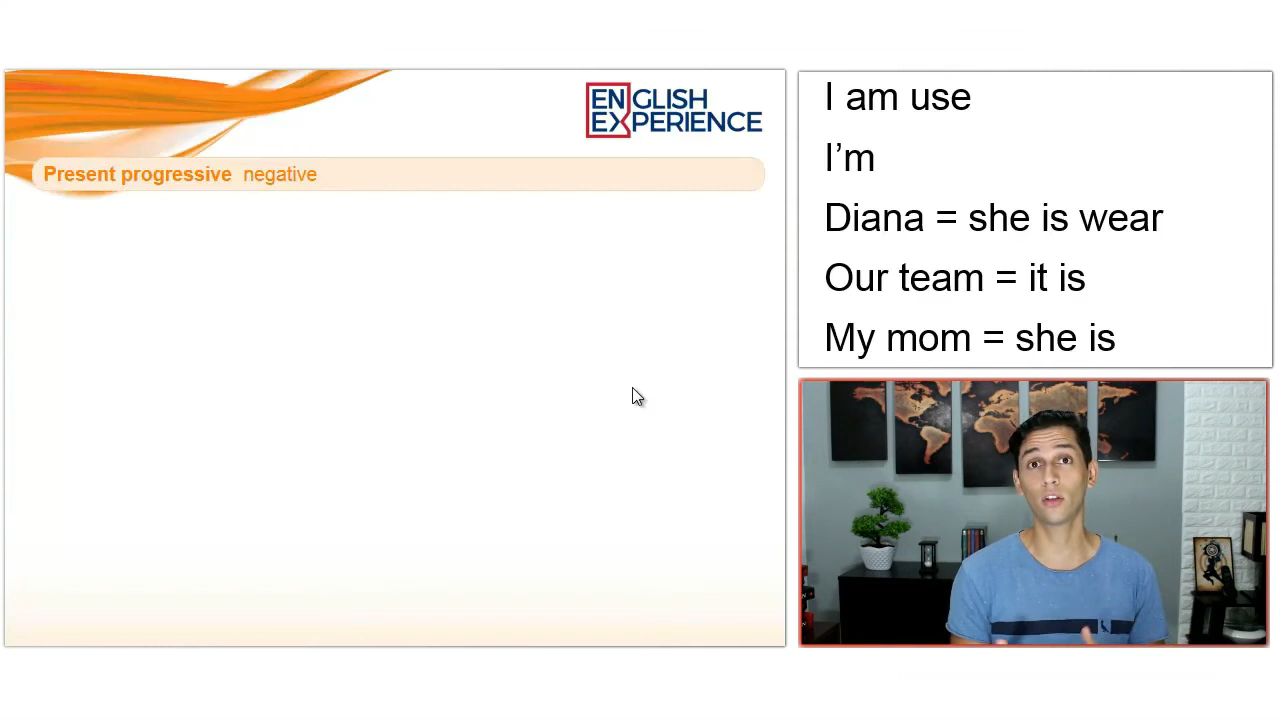 ENGLISH
EXPERIENCE
Present progressive negative
I am use
I’m
Diana = she is wear
Our team = it is
My mom = she is